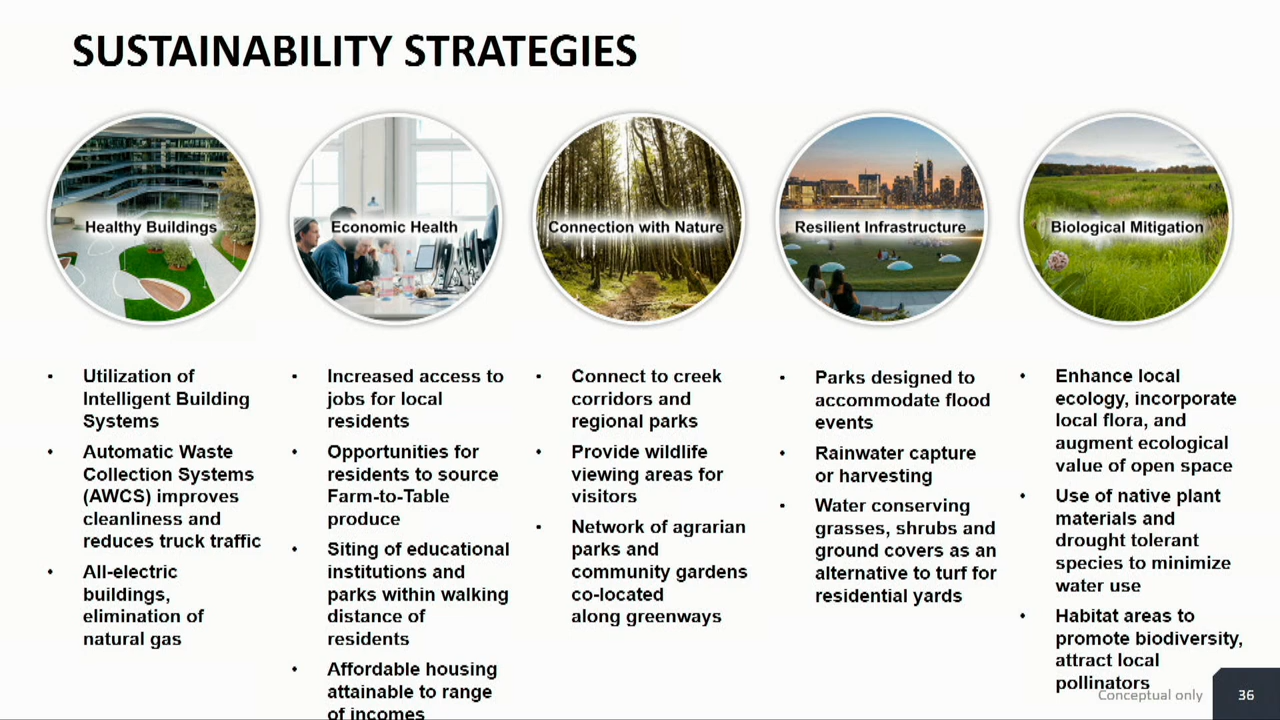 SUSTAINABILITY STRATEGIES
Healthy Buildings
Economic Health
Connection with Nature
Resilient Infrastructure
Biological Mitigation
• Utilization of
Intelligent Building
Systems
• Automatic Waste
Collection Systems
(AWCS) improves
cleanliness and
reduces truck traffic
• All-electric
buildings,
elimination of
natural gas
• Increased access to
jobs for local
residents
• Opportunities for
residents to source
Farm-to-Table
produce
• Siting of educational
institutions and
parks within walking
distance of
residents
• Affordable housing
attainable to range
of incomes
• Connect to creek
corridors and
regional parks
• Provide wildlife
viewing areas for
visitors
• Network of agrarian
parks and
community gardens
co-located
along greenways
• Parks designed to
accommodate flood
events
• Rainwater capture
or harvesting
• Water conserving
grasses, shrubs and
ground covers as an
alternative to turf for
residential yards
• Enhance local
ecology, incorporate
local flora, and
augment ecological
value of open space
• Use of native plant
materials and
drought tolerant
species to minimize
water use
• Habitat areas to
promote biodiversity,
attract local
pollinators
Conceptual only
36